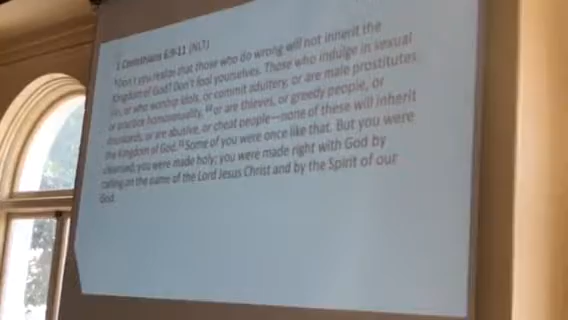 1 Corinthians 6:9-11 (NLT)
⁹Don't you realize that those who do wrong will not inherit the
Kingdom of God? Don't fool yourselves. Those who indulge in sexual
sin, or who worship idols, or commit adultery, or are male prostitutes
or practice homosexuality, ¹⁰or are thieves, or greedy people, or
drunkards, or are abusive, or cheat people—none of these will inherit
the Kingdom of God. ¹¹Some of you were once like that. But you were
cleansed; you were made holy; you were made right with God by
calling on the name of the Lord Jesus Christ and by the Spirit of our
God.